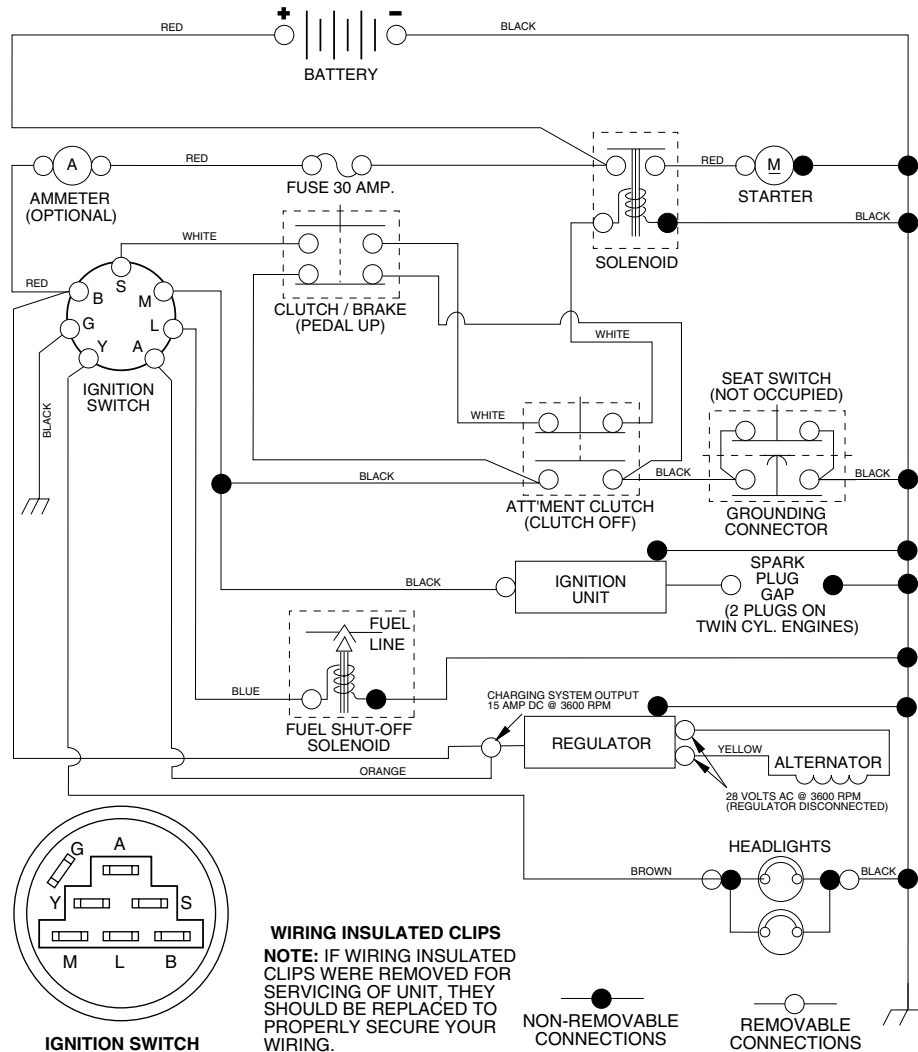 +
-
RED
BLACK
BATTERY
A
RED
RED
M
AMMETER
(OPTIONAL)
FUSE 30 AMP.
STARTER
WHITE
BLACK
SOLENOID
RED
S
B
M
G
L
Y
A
CLUTCH / BRAKE
(PEDAL UP)
WHITE
IGNITION
SWITCH
BLACK
SEAT SWITCH
(NOT OCCUPIED)
WHITE
BLACK
BLACK
BLACK
ATT'MENT CLUTCH
(CLUTCH OFF)
GROUNDING
CONNECTOR
BLACK
IGNITION
UNIT
SPARK
PLUG
GAP
(2 PLUGS ON
TWIN CYL. ENGINES)
FUEL
LINE
BLUE
FUEL SHUT-OFF
SOLENOID
CHARGING SYSTEM OUTPUT
15 AMP DC @ 3600 RPM
REGULATOR
YELLOW
ALTERNATOR
ORANGE
28 VOLTS AC @ 3600 RPM
(REGULATOR DISCONNECTED)
HEADLIGHTS
BROWN
BLACK
G
A
Y
S
M
L
B
IGNITION SWITCH
WIRING INSULATED CLIPS
NOTE: IF WIRING INSULATED
CLIPS WERE REMOVED FOR
SERVICING OF UNIT, THEY
SHOULD BE REPLACED TO
PROPERLY SECURE YOUR
WIRING.
NON-REMOVABLE
CONNECTIONS
REMOVABLE
CONNECTIONS